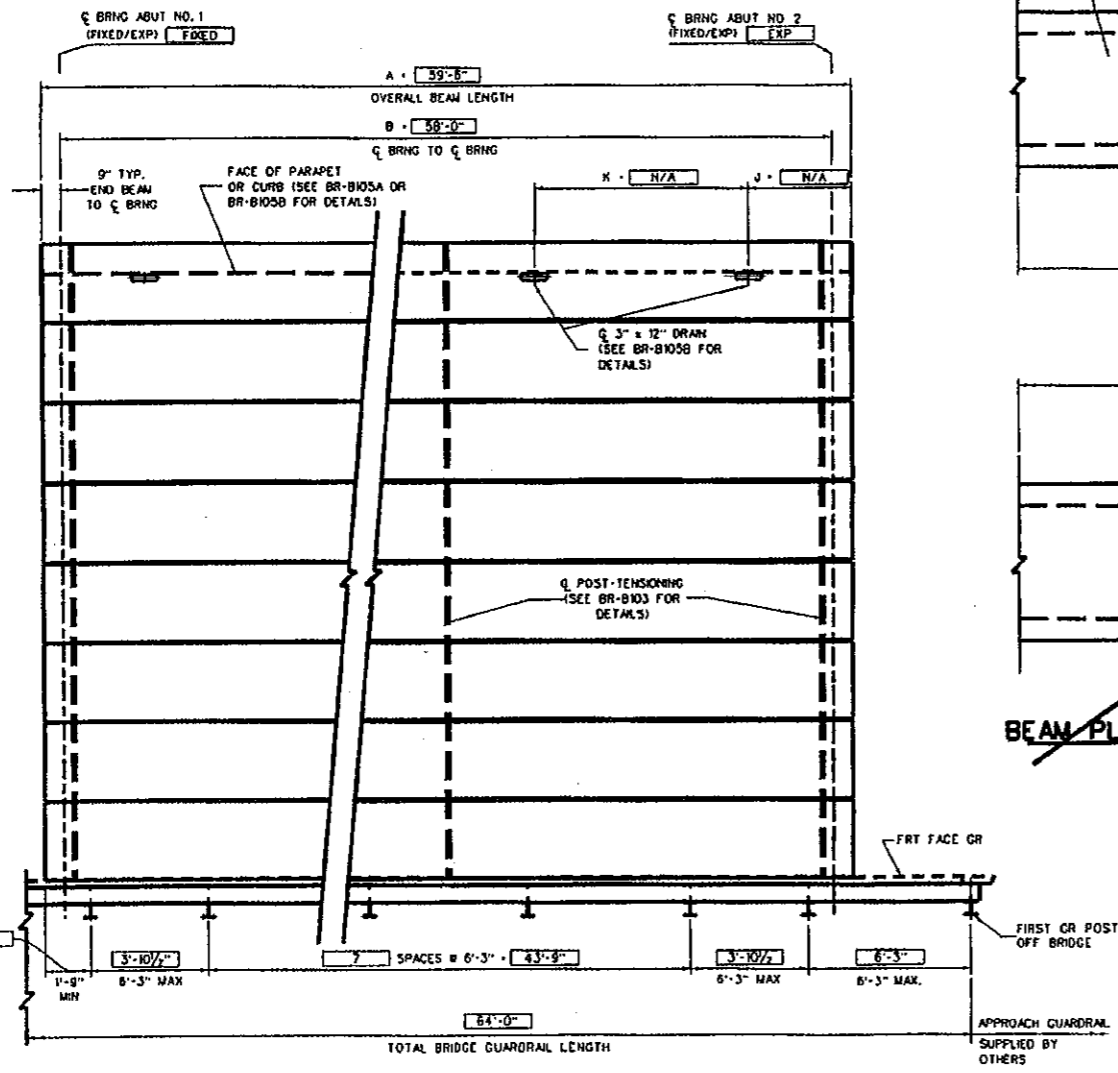 ℄ BRNG ABUT NO. 1
(FIXED/EXP) FIXED
℄ BRNG ABUT NO 2
(FIXED/EXP) EXP
A = 59'-6"
OVERALL BEAM LENGTH
B = 58'-0"
℄ BRNG TO ℄ BRNG
9" TYP.
END BEAM
TO ℄ BRNG
FACE OF PARAPET
OR CURB (SEE BR-B105A OR
BR-B105B FOR DETAILS)
K = N/A
J = N/A
℄ 3" x 12" DRAIN
(SEE BR-B105B FOR
DETAILS)
℄ POST-TENSIONING
(SEE BR-B103 FOR
DETAILS)
BEAM PL
FRT FACE GR
FIRST GR POST
OFF BRIDGE
1'-9"
MIN
3'-10½"
6'-3" MAX
7 SPACES @ 6'-3" = 43'-9"
3'-10½"
6'-3" MAX
6'-3"
6'-3" MAX.
64'-0"
TOTAL BRIDGE GUARDRAIL LENGTH
APPROACH GUARDRAIL
SUPPLIED BY
OTHERS